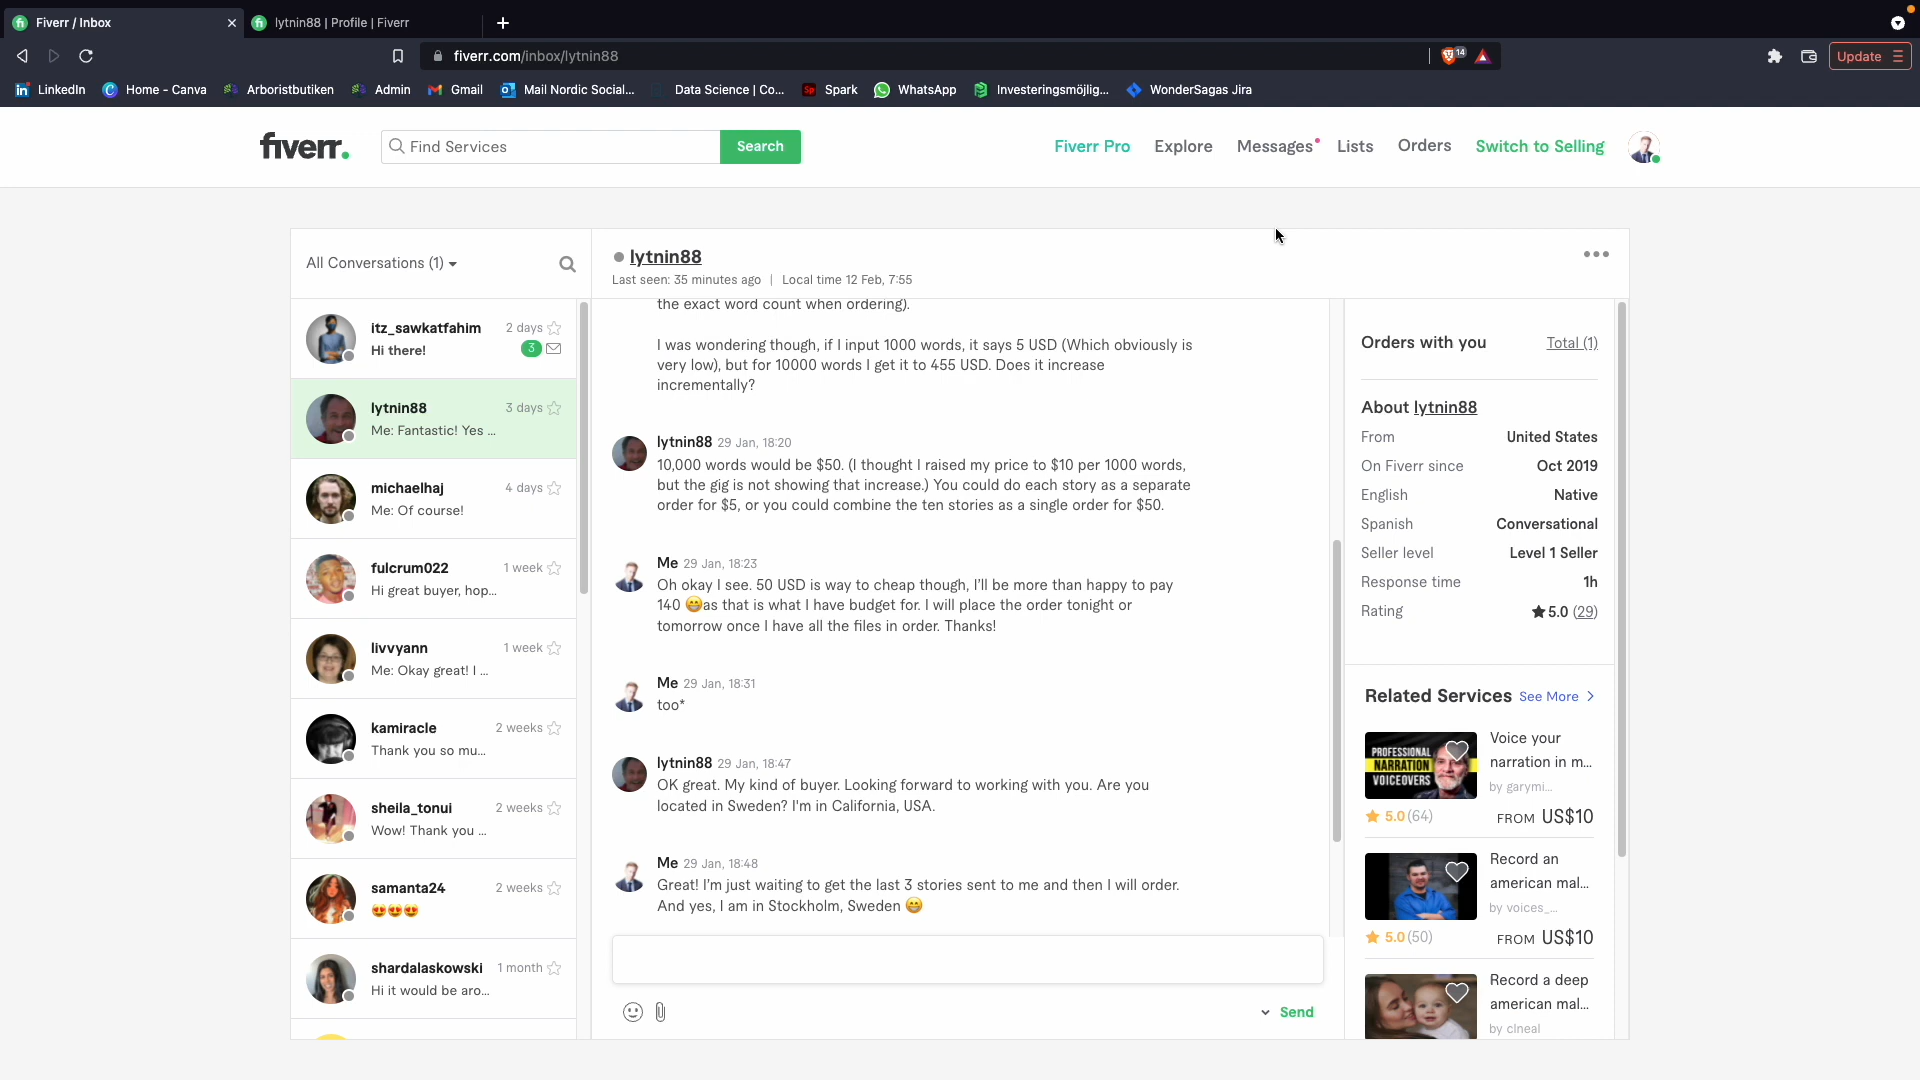 Fiverr / Inbox
lytnin88 | Profile | Fiverr
fiverr.com/inbox/lytnin88
14
Update
LinkedIn
Home - Canva
Arboristbutiken
Admin
Gmail
Mail Nordic Social...
Data Science | Co...
Sp
Spark
WhatsApp
Investeringsmöjlig...
WonderSagas Jira
fiverr.
Find Services
Search
Fiverr Pro
Explore
Messages
Lists
Orders
Switch to Selling
All Conversations (1)
itz_sawkatfahim
2 days
Hi there!
3
lytnin88
3 days
Me: Fantastic! Yes ...
michaelhaj
4 days
Me: Of course!
fulcrum022
1 week
Hi great buyer, hop...
livvyann
1 week
Me: Okay great! I ...
kamiracle
2 weeks
Thank you so mu...
sheila_tonui
2 weeks
Wow! Thank you ...
samanta24
2 weeks
😍😍😍
shardalaskowski
1 month
Hi it would be aro...
lytnin88
Last seen: 35 minutes ago | Local time 12 Feb, 7:55
the exact word count when ordering).
I was wondering though, if I input 1000 words, it says 5 USD (Which obviously is
very low), but for 10000 words I get it to 455 USD. Does it increase
incrementally?
lytnin88 29 Jan, 18:20
10,000 words would be $50. (I thought I raised my price to $10 per 1000 words,
but the gig is not showing that increase.) You could do each story as a separate
order for $5, or you could combine the ten stories as a single order for $50.
Me 29 Jan, 18:23
Oh okay I see. 50 USD is way to cheap though, I'll be more than happy to pay
140 😁as that is what I have budget for. I will place the order tonight or
tomorrow once I have all the files in order. Thanks!
Me 29 Jan, 18:31
too*
lytnin88 29 Jan, 18:47
OK great. My kind of buyer. Looking forward to working with you. Are you
located in Sweden? I'm in California, USA.
Me 29 Jan, 18:48
Great! I'm just waiting to get the last 3 stories sent to me and then I will order.
And yes, I am in Stockholm, Sweden 😁
Send
Orders with you
Total (1)
About lytnin88
From United States
On Fiverr since Oct 2019
English Native
Spanish Conversational
Seller level Level 1 Seller
Response time 1h
Rating ★5.0 (29)
Related Services
See More
PROFESSIONAL
NARRATION
VOICEOVERS
Voice your
narration in m...
by garymi...
5.0(64)
FROM US$10
Record an
american mal...
by voices_...
5.0(50)
FROM US$10
Record a deep
american mal...
by clneal